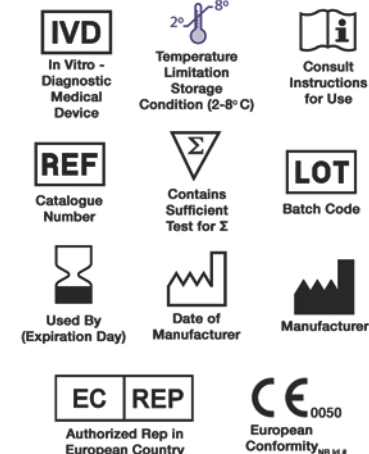 IVD
In Vitro -
Diagnostic
Medical
Device
2° 8°
Temperature
Limitation
Storage
Condition (2-8° C)
i
Consult
Instructions
for Use
REF
Catalogue
Number
Σ
Contains
Sufficient
Test for Σ
LOT
Batch Code
Used By
(Expiration Day)
Date of
Manufacturer
Manufacturer
EC REP
Authorized Rep in
European Country
CE 0050
European
Conformity NB id #